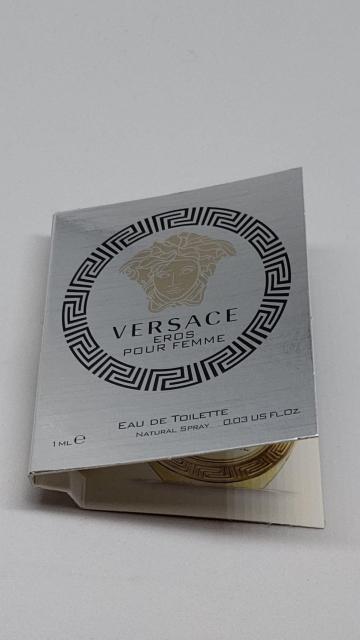 VERSACE
EROS
POUR FEMME
EAU DE TOILETTE
1 ML ℮ NATURAL SPRAY 0.03 US FL.OZ.